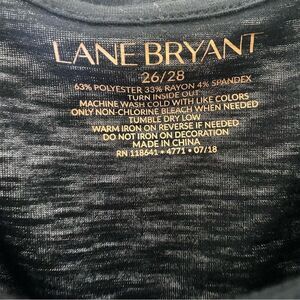 LANE BRYANT
26/28
63% POLYESTER 33% RAYON 4% SPANDEX
TURN INSIDE OUT
MACHINE WASH COLD WITH LIKE COLORS
ONLY NON-CHLORINE BLEACH WHEN NEEDED
TUMBLE DRY LOW
WARM IRON ON REVERSE IF NEEDED
DO NOT IRON ON DECORATION
MADE IN CHINA
RN 118641 • 4771 • 07/18